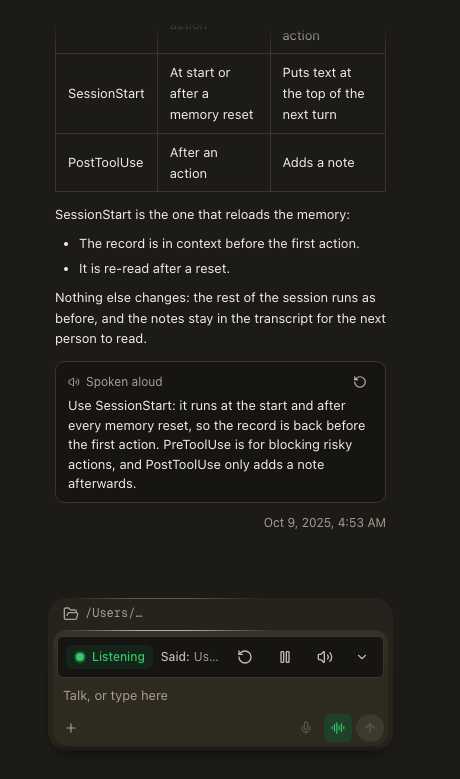 action
action
SessionStart
At start or
after a
memory reset
Puts text at
the top of the
next turn
PostToolUse
After an
action
Adds a note
SessionStart is the one that reloads the memory:
• The record is in context before the first action.
• It is re-read after a reset.
Nothing else changes: the rest of the session runs as
before, and the notes stay in the transcript for the next
person to read.
Spoken aloud
Use SessionStart: it runs at the start and after
every memory reset, so the record is back before
the first action. PreToolUse is for blocking risky
actions, and PostToolUse only adds a note
afterwards.
Oct 9, 2025, 4:53 AM
/Users/…
Listening
Said: Us…
Talk, or type here